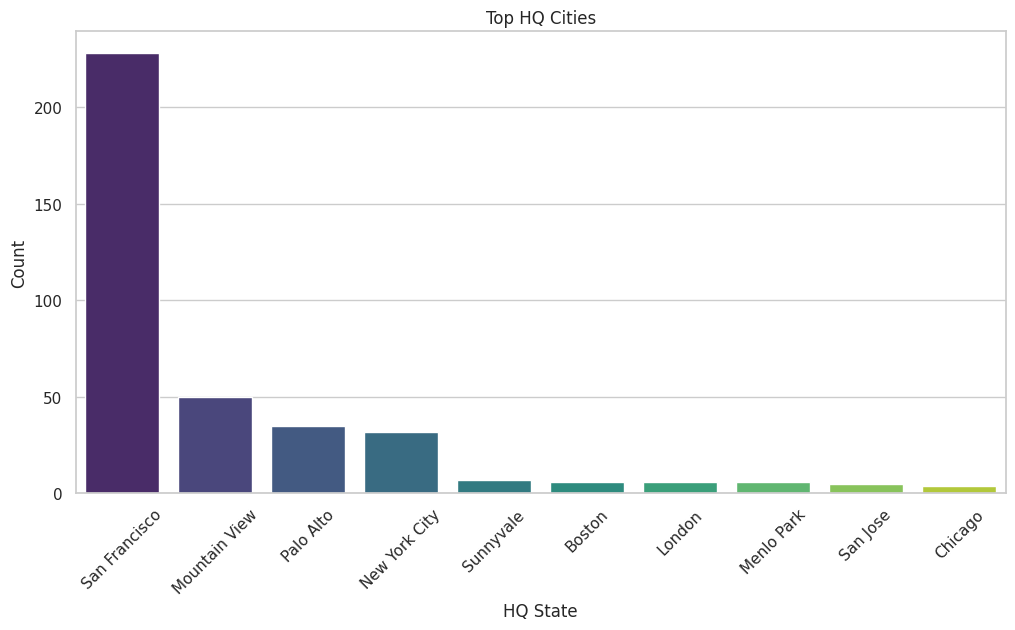 Top HQ Cities
Count
200
150
100
50
0
San Francisco
Mountain View
Palo Alto
New York City
Sunnyvale
Boston
London
Menlo Park
San Jose
Chicago
HQ State